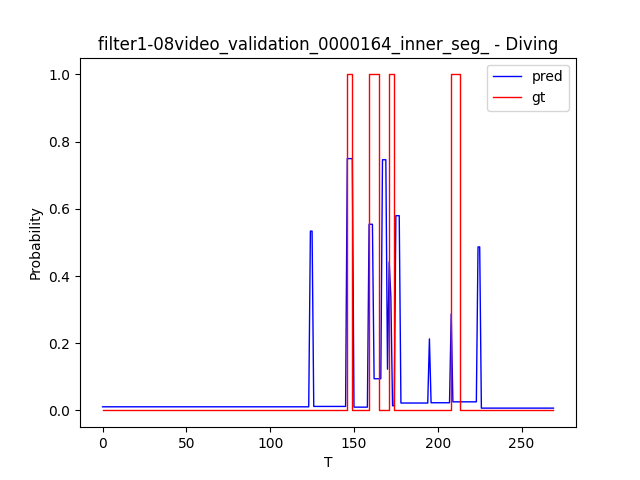 filter1-08video_validation_0000164_inner_seg_ - Diving
pred
gt
1.0
0.8
0.6
0.4
0.2
0.0
Probability
0
50
100
150
200
250
T